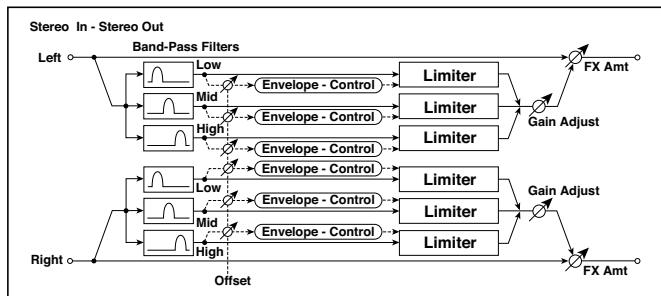 Stereo In - Stereo Out
Band-Pass Filters
Left
Low
Envelope - Control
Limiter
FX Amt
Mid
Envelope - Control
Limiter
High
Envelope - Control
Limiter
Gain Adjust
Envelope - Control
Low
Limiter
Gain Adjust
Envelope - Control
Mid
Limiter
Envelope - Control
High
Limiter
Right
FX Amt
Offset